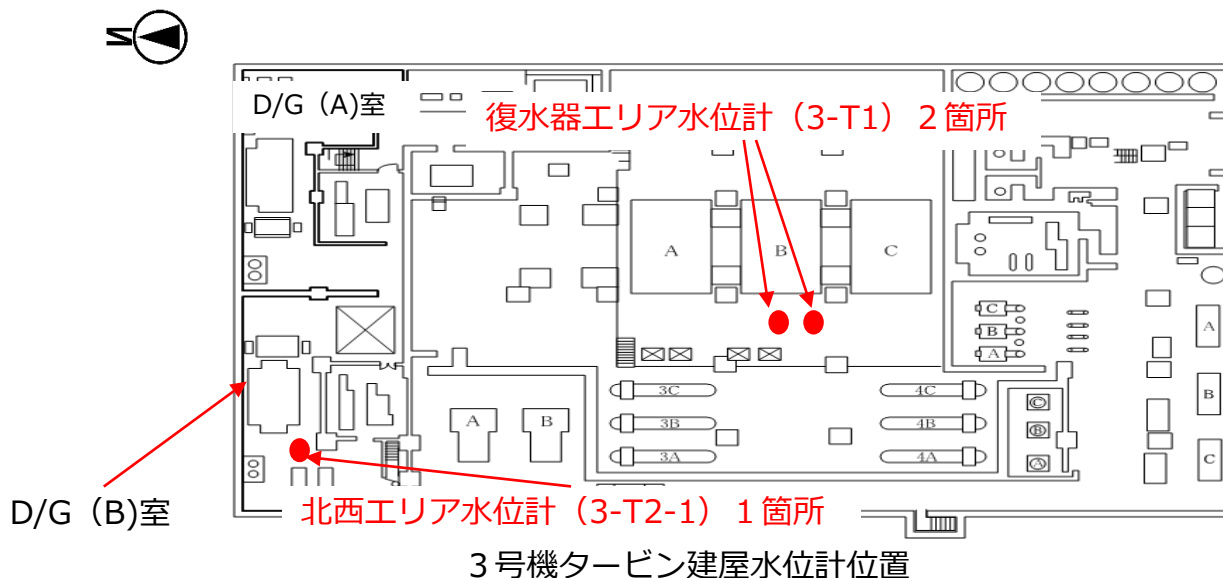 N
D/G（A)室
復水器エリア水位計（3-T1）２箇所
A
B
C
C
B
A
A
B
C
3C
3B
3A
4C
4B
4A
C
B
A
A
B
D/G（B)室
北西エリア水位計（3-T2-1）１箇所
３号機タービン建屋水位計位置